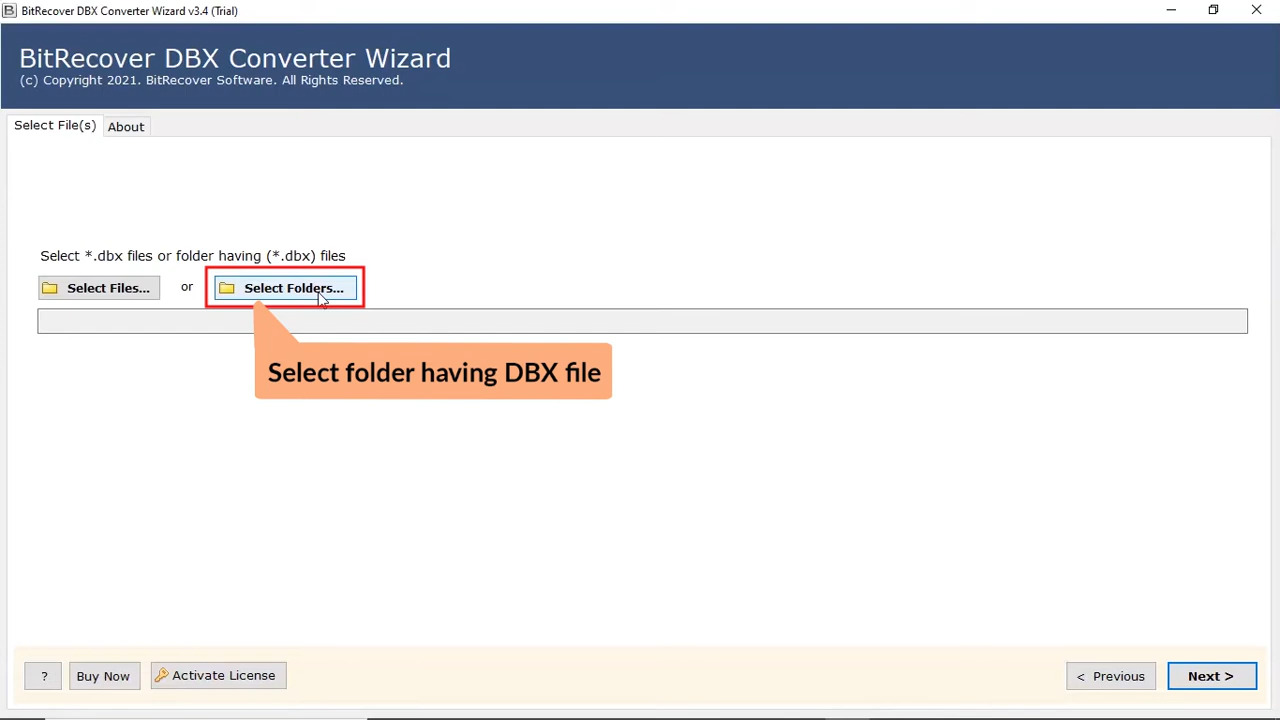 BitRecover DBX Converter Wizard v3.4 (Trial)
BitRecover DBX Converter Wizard
(c) Copyright 2021. BitRecover Software. All Rights Reserved.
Select File(s) About
Select *.dbx files or folder having (*.dbx) files
Select Files... or Select Folders...
Select folder having DBX file
? Buy Now Activate License < Previous Next >